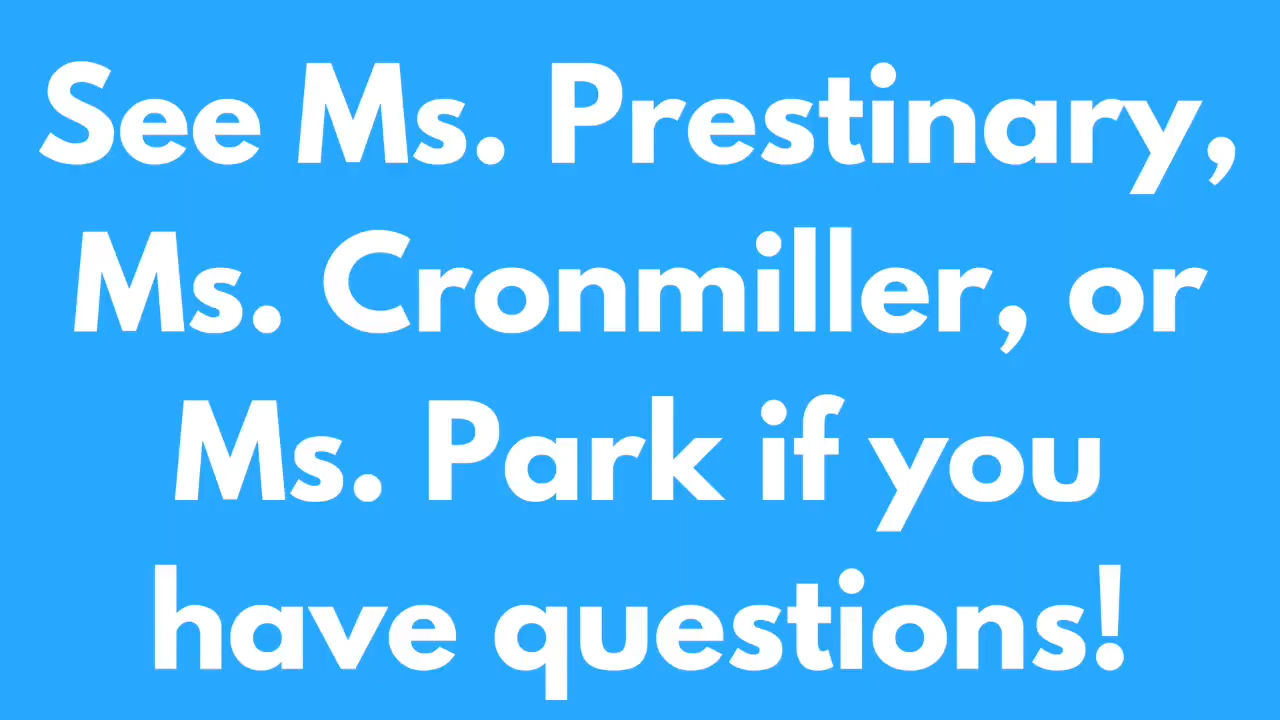 See Ms. Prestinary,
Ms. Cronmiller, or
Ms. Park if you
have questions!